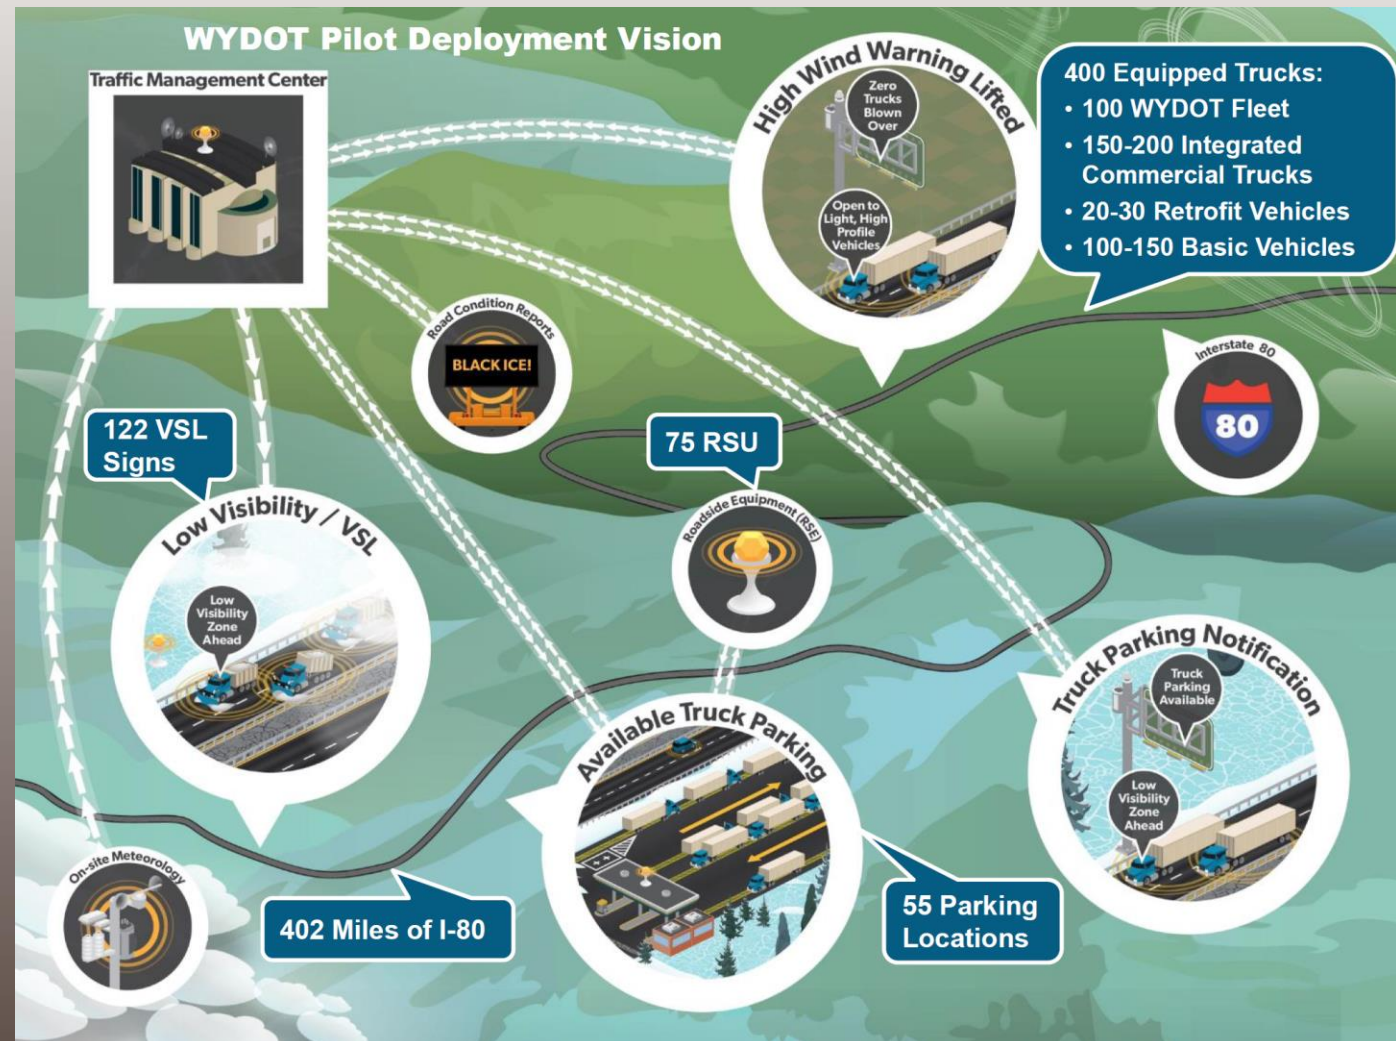 WYDOT Pilot Deployment Vision
Traffic Management Center
High Wind Warning Lifted
Zero
Trucks
Blown
Over
Open to
Light, High
Profile
Vehicles
400 Equipped Trucks:
• 100 WYDOT Fleet
• 150-200 Integrated
Commercial Trucks
• 20-30 Retrofit Vehicles
• 100-150 Basic Vehicles
Road Condition Reports
BLACK ICE!
Interstate 80
80
122 VSL
Signs
Low Visibility / VSL
Low
Visibility
Zone
Ahead
75 RSU
Roadside Equipment (RSE)
Truck Parking Notification
Truck
Parking
Available
Low
Visibility
Zone
Ahead
Available Truck Parking
On-site Meteorology
402 Miles of I-80
55 Parking
Locations